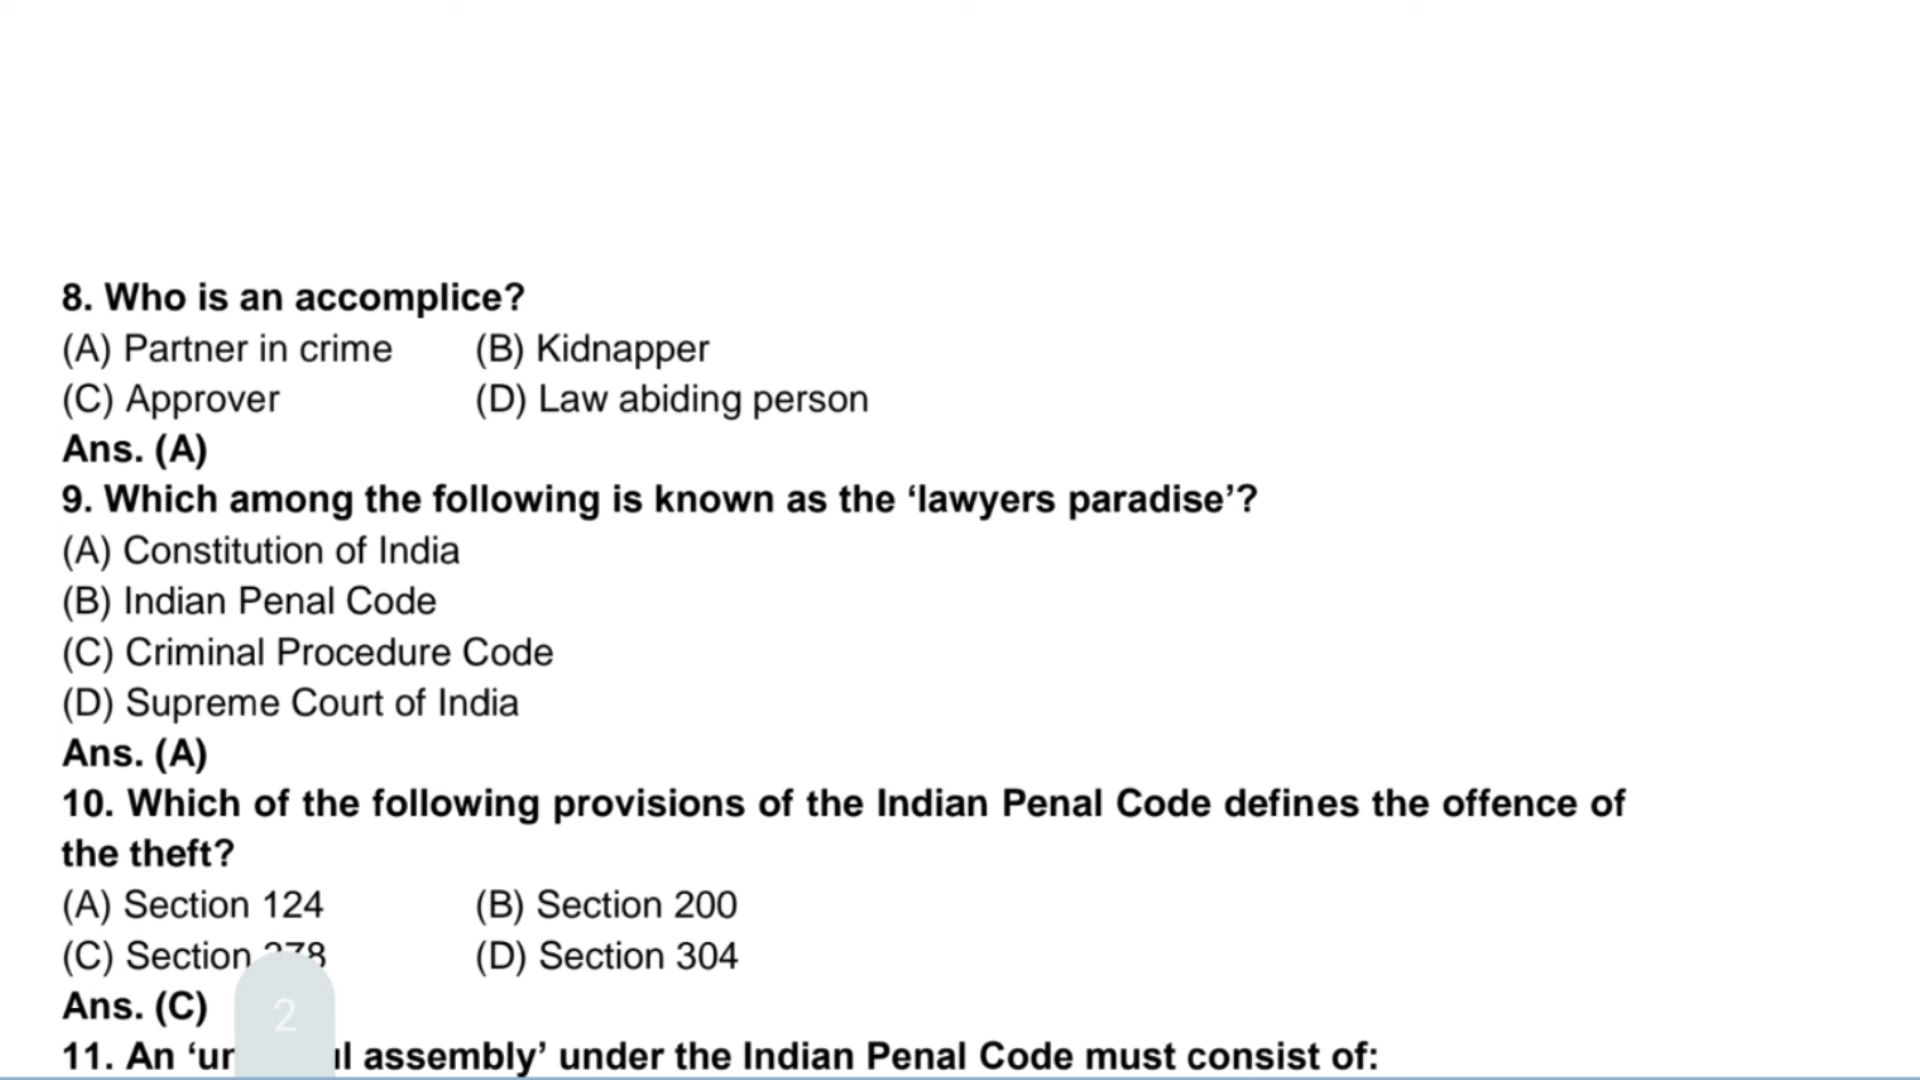 8. Who is an accomplice?
(A) Partner in crime (B) Kidnapper
(C) Approver (D) Law abiding person
Ans. (A)
9. Which among the following is known as the ‘lawyers paradise’?
(A) Constitution of India
(B) Indian Penal Code
(C) Criminal Procedure Code
(D) Supreme Court of India
Ans. (A)
10. Which of the following provisions of the Indian Penal Code defines the offence of
the theft?
(A) Section 124 (B) Section 200
(C) Section 378 (D) Section 304
Ans. (C)
2
11. An assembly’ under the Indian Penal Code must consist of: